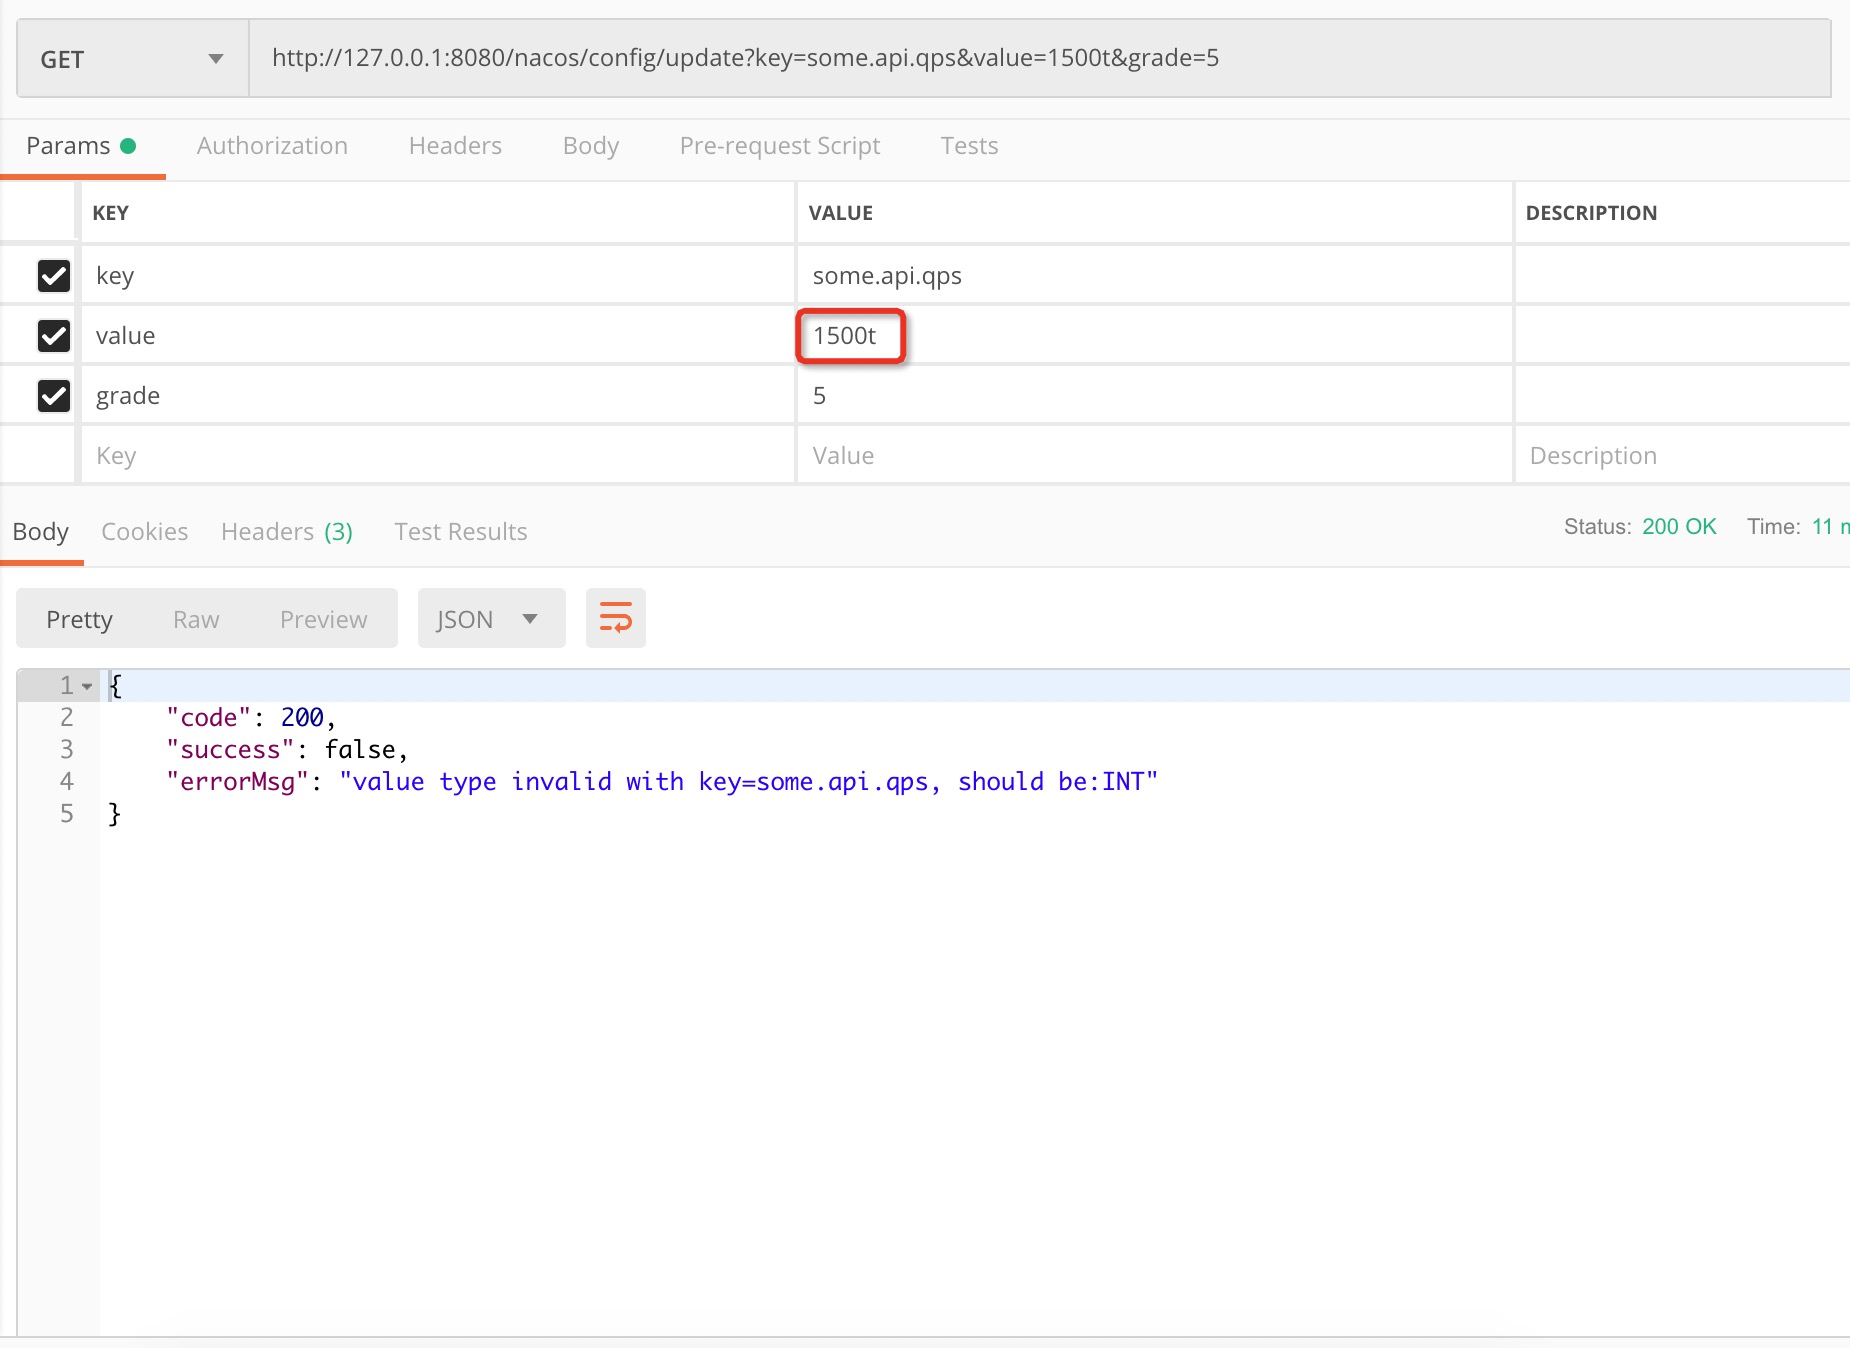 GET http://127.0.0.1:8080/nacos/config/update?key=some.api.qps&value=1500t&grade=5
Params Authorization Headers Body Pre-request Script Tests
KEY VALUE DESCRIPTION
key some.api.qps
value 1500t
grade 5
Key Value Description
Body Cookies Headers (3) Test Results Status: 200 OK Time: 11
Pretty Raw Preview JSON
1 {
2 "code": 200,
3 "success": false,
4 "errorMsg": "value type invalid with key=some.api.qps, should be:INT"
5 }